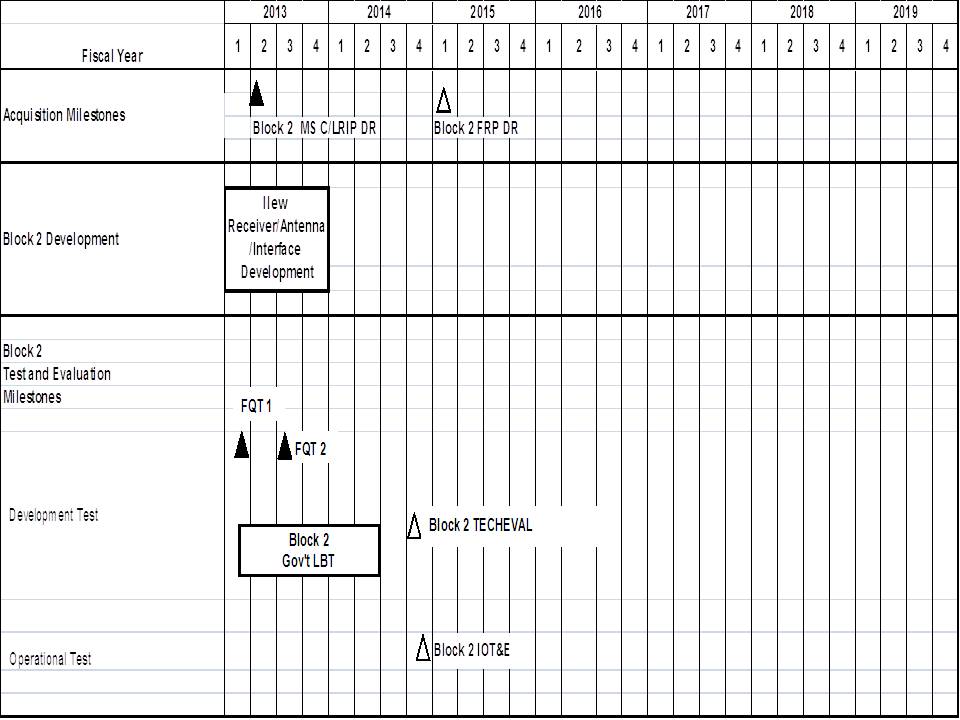 2013 2014 2015 2016 2017 2018 2019
Fiscal Year 1 2 3 4 1 2 3 4 1 2 3 4 1 2 3 4 1 2 3 4 1 2 3 4 1 2 3 4
Acquisition Milestones
Block 2 MS C/LRIP DR
Block 2 FRP DR
Block 2 Development
IIew
Receiver/Antenna
/Interface
Development
Block 2
Test and Evaluation
Milestones
FQT 1
FQT 2
Development Test
Block 2 TECHEVAL
Block 2
Gov't LBT
Operational Test
Block 2 IOT&E